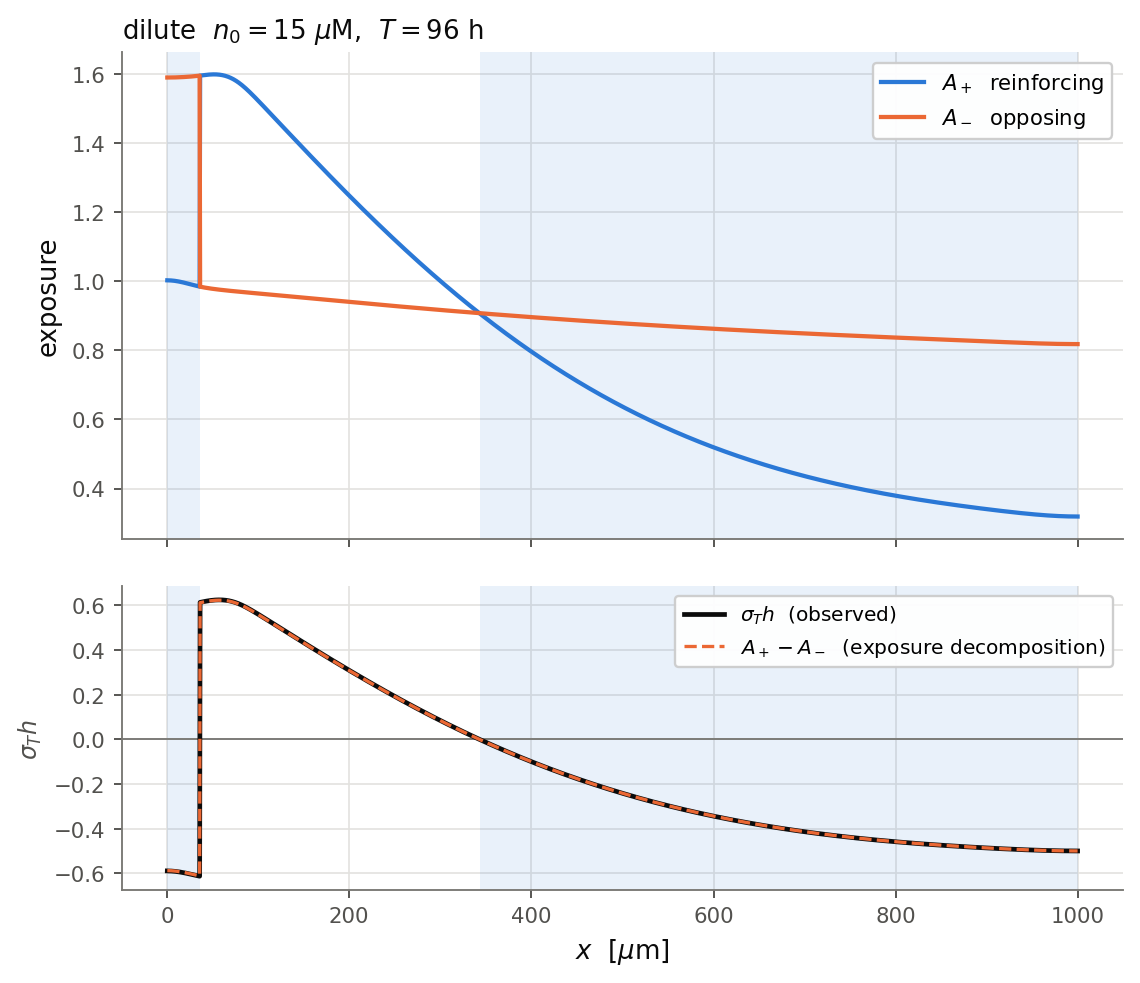 dilute n₀ = 15 μM, T = 96 h
1.6
1.4
1.2
1.0
0.8
0.6
0.4
exposure
A₊ reinforcing
A₋ opposing
0.6
0.4
0.2
0.0
−0.2
−0.4
−0.6
σ_T h
σ_T h (observed)
A₊ − A₋ (exposure decomposition)
0 200 400 600 800 1000
x [μm]